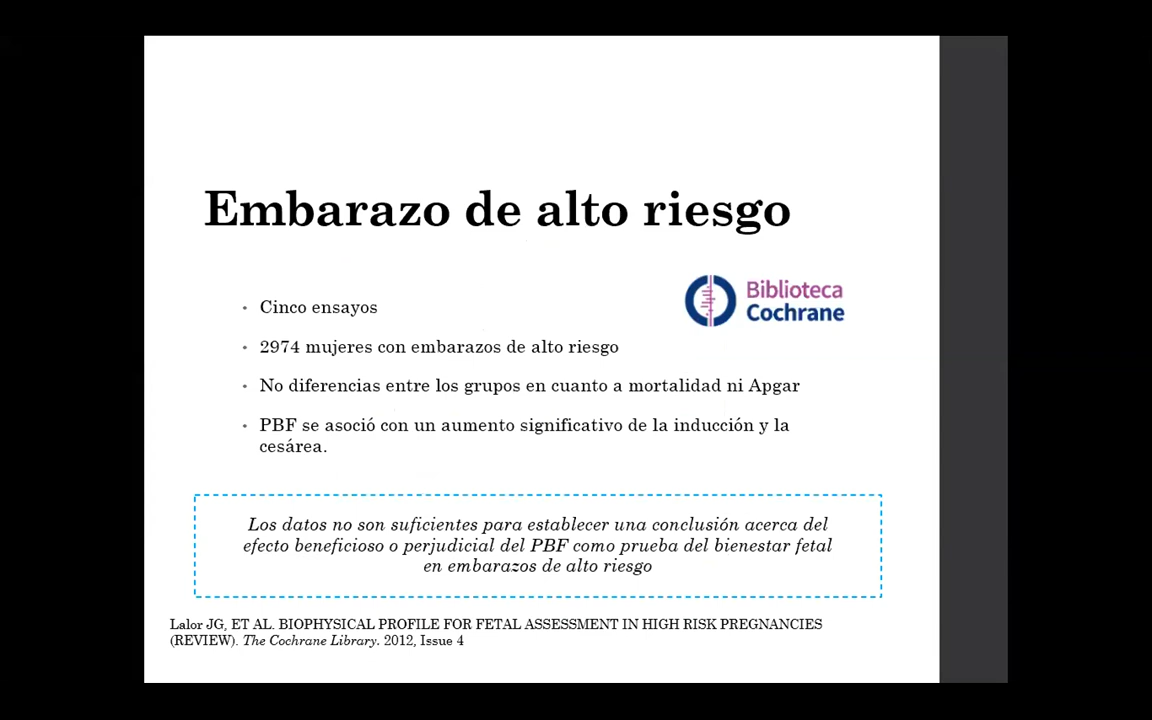 Embarazo de alto riesgo
Biblioteca
Cochrane
• Cinco ensayos
• 2974 mujeres con embarazos de alto riesgo
• No diferencias entre los grupos en cuanto a mortalidad ni Apgar
• PBF se asoció con un aumento significativo de la inducción y la
cesárea.
Los datos no son suficientes para establecer una conclusión acerca del
efecto beneficioso o perjudicial del PBF como prueba del bienestar fetal
en embarazos de alto riesgo
Lalor JG, ET AL. BIOPHYSICAL PROFILE FOR FETAL ASSESSMENT IN HIGH RISK PREGNANCIES
(REVIEW). The Cochrane Library. 2012, Issue 4